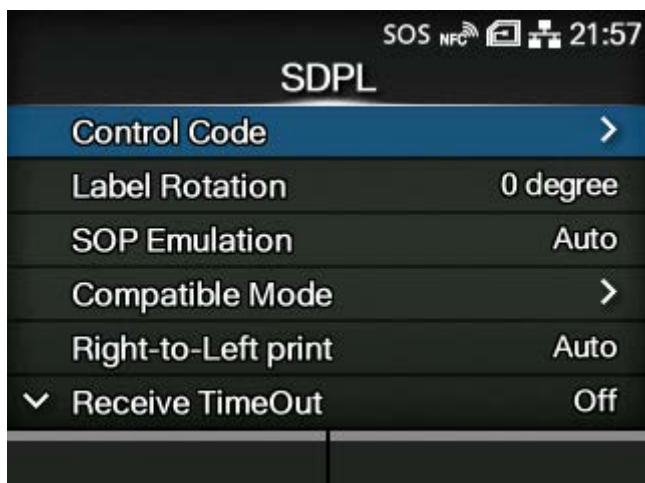 SOS NFC 21:57
SDPL
Control Code
Label Rotation 0 degree
SOP Emulation Auto
Compatible Mode
Right-to-Left print Auto
Receive TimeOut Off